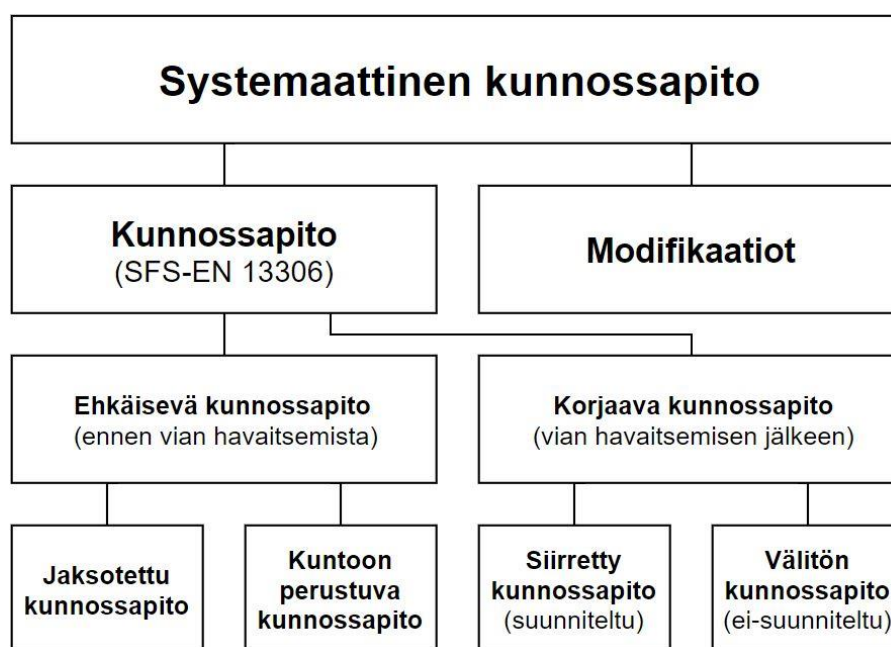 Systemaattinen kunnossapito
Kunnossapito
(SFS-EN 13306)
Modifikaatiot
Ehkäisevä kunnossapito
(ennen vian havaitsemista)
Korjaava kunnossapito
(vian havaitsemisen jälkeen)
Jaksotettu
kunnossapito
Kuntoon
perustuva
kunnossapito
Siirretty
kunnossapito
(suunniteltu)
Välitön
kunnossapito
(ei-suunniteltu)